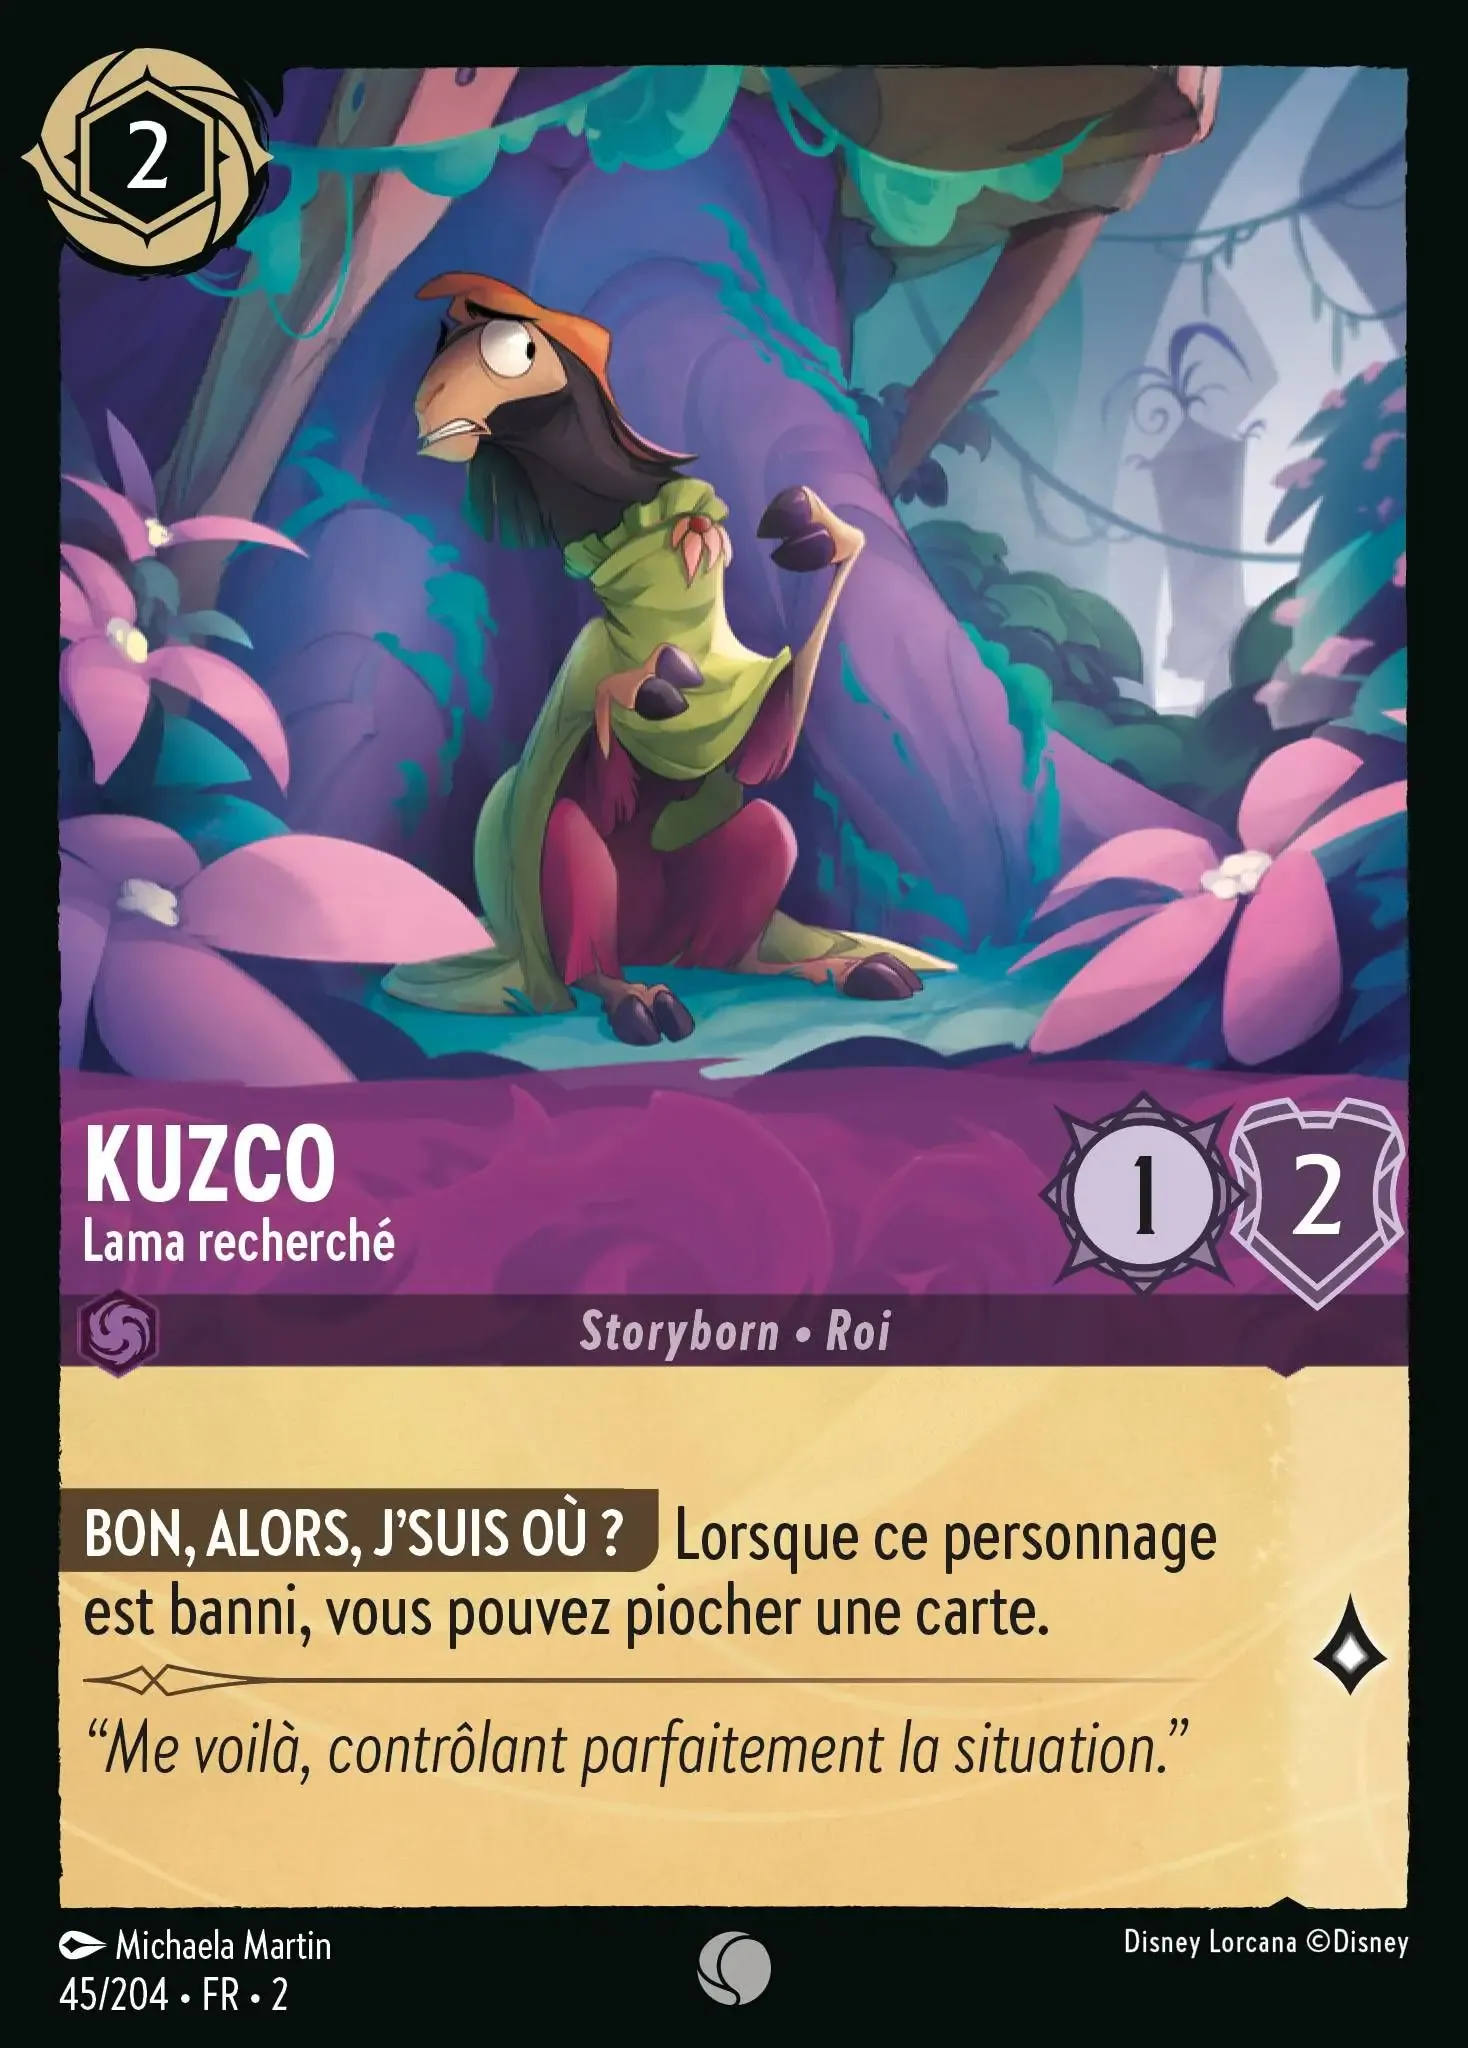 2
KUZCO
Lama recherché
1
2
Storyborn • Roi
BON, ALORS, J'SUIS OÙ ? Lorsque ce personnage
est banni, vous pouvez piocher une carte.
“Me voilà, contrôlant parfaitement la situation.”
Michaela Martin
Disney Lorcana ©Disney
45/204 • FR • 2